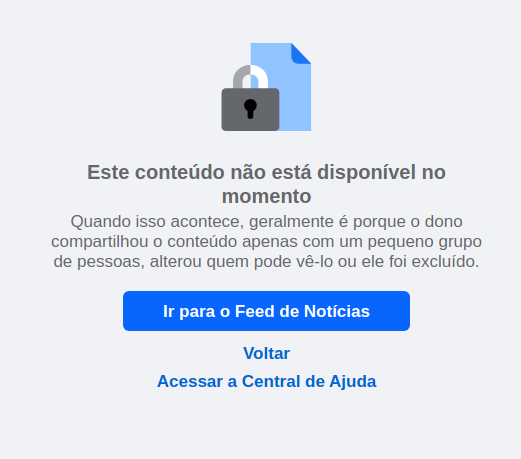 Este conteúdo não está disponível no
momento
Quando isso acontece, geralmente é porque o dono
compartilhou o conteúdo apenas com um pequeno grupo
de pessoas, alterou quem pode vê-lo ou ele foi excluído.
Ir para o Feed de Notícias
Voltar
Acessar a Central de Ajuda